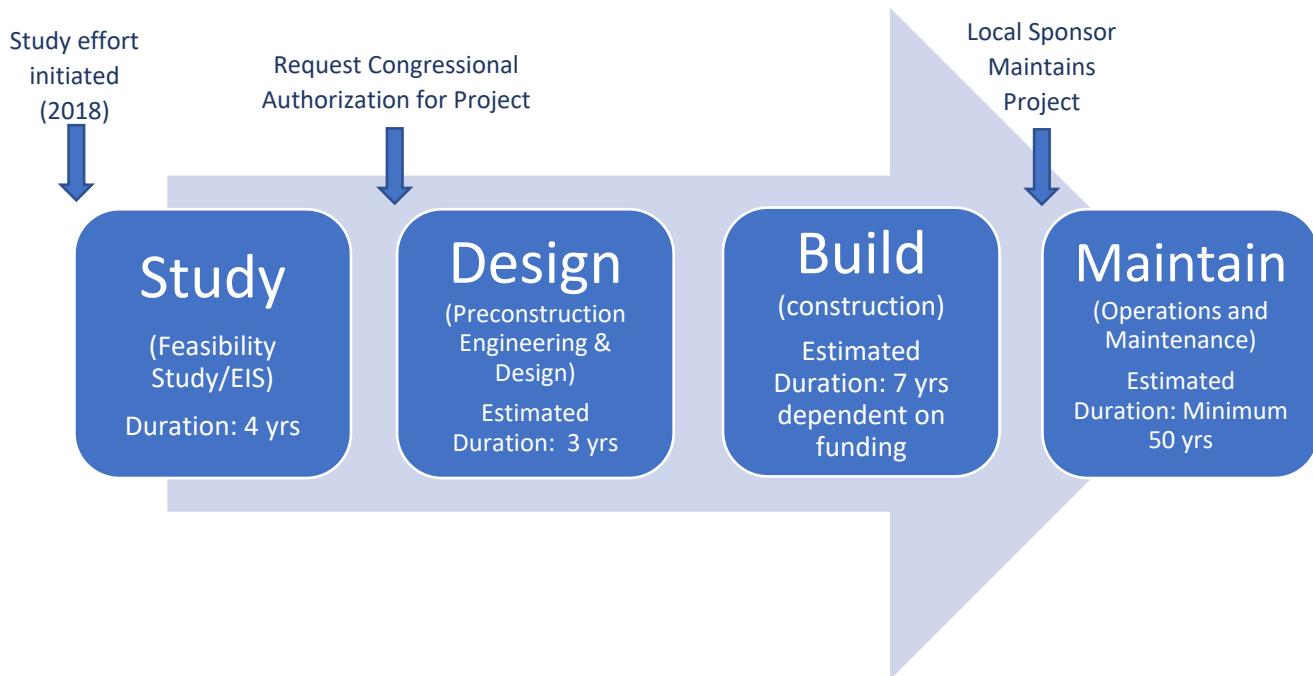 Study effort
initiated
(2018)
Request Congressional
Authorization for Project
Local Sponsor
Maintains
Project
Study
(Feasibility
Study/EIS)
Duration: 4 yrs
Design
(Preconstruction
Engineering &
Design)
Estimated
Duration: 3 yrs
Build
(construction)
Estimated
Duration: 7 yrs
dependent on
funding
Maintain
(Operations and
Maintenance)
Estimated
Duration: Minimum
50 yrs